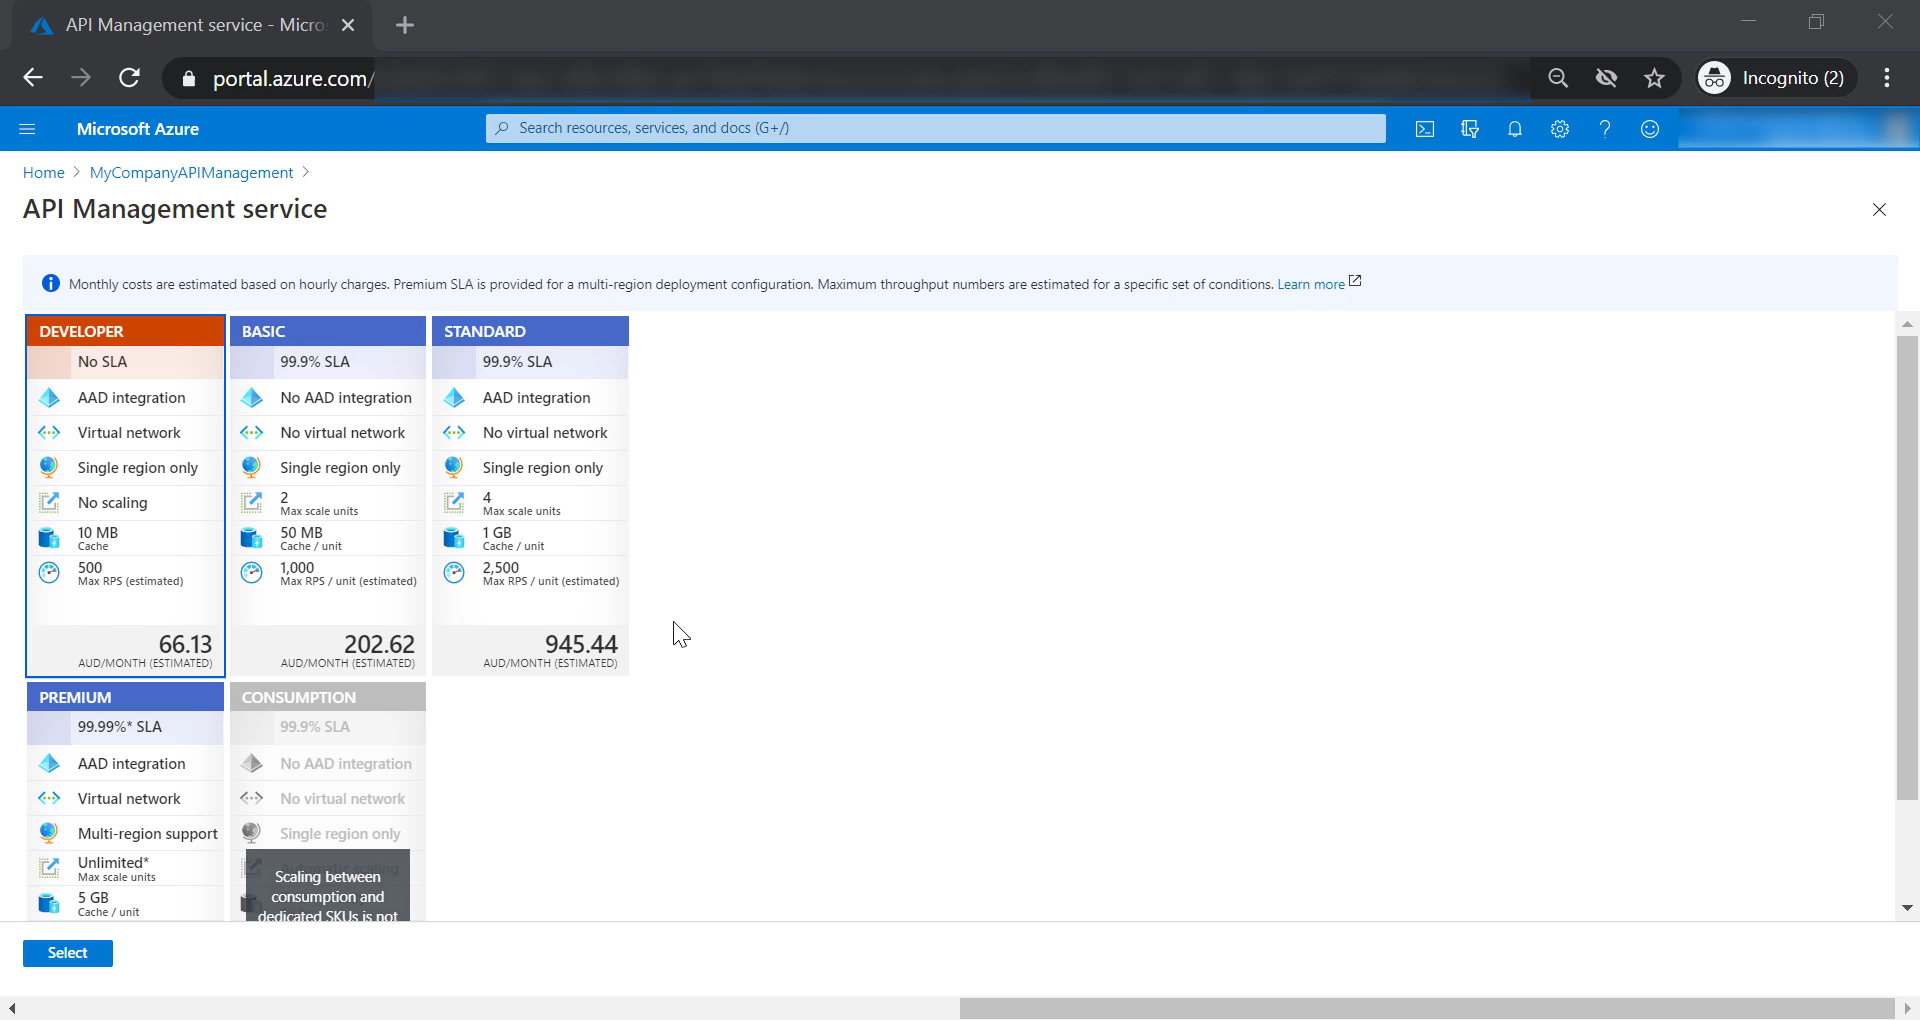 API Management service - Micro
portal.azure.com/
Incognito (2)
Microsoft Azure
Search resources, services, and docs (G+/)
Home > MyCompanyAPIManagement >
API Management service
Monthly costs are estimated based on hourly charges. Premium SLA is provided for a multi-region deployment configuration. Maximum throughput numbers are estimated for a specific set of conditions. Learn more
DEVELOPER
No SLA
AAD integration
Virtual network
Single region only
No scaling
10 MB
Cache
500
Max RPS (estimated)
66.13
AUD/MONTH (ESTIMATED)
BASIC
99.9% SLA
No AAD integration
No virtual network
Single region only
2
Max scale units
50 MB
Cache / unit
1,000
Max RPS / unit (estimated)
202.62
AUD/MONTH (ESTIMATED)
STANDARD
99.9% SLA
AAD integration
No virtual network
Single region only
4
Max scale units
1 GB
Cache / unit
2,500
Max RPS / unit (estimated)
945.44
AUD/MONTH (ESTIMATED)
PREMIUM
99.99%* SLA
AAD integration
Virtual network
Multi-region support
Unlimited*
Max scale units
5 GB
Cache / unit
CONSUMPTION
99.9% SLA
No AAD integration
No virtual network
Single region only
Scaling between
consumption and
dedicated SKUs is not
Select